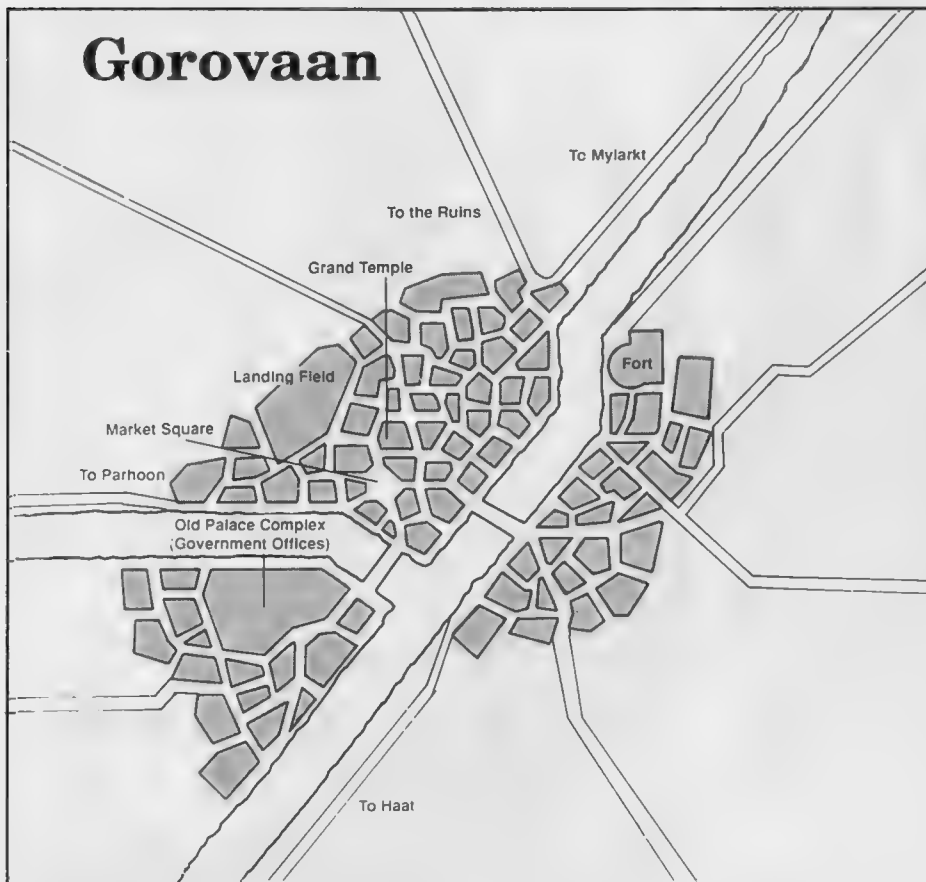 Gorovaan
To Mylarkt
To the Ruins
Grand Temple
Fort
Landing Field
Market Square
To Parhoon
Old Palace Complex
(Government Offices)
To Haat